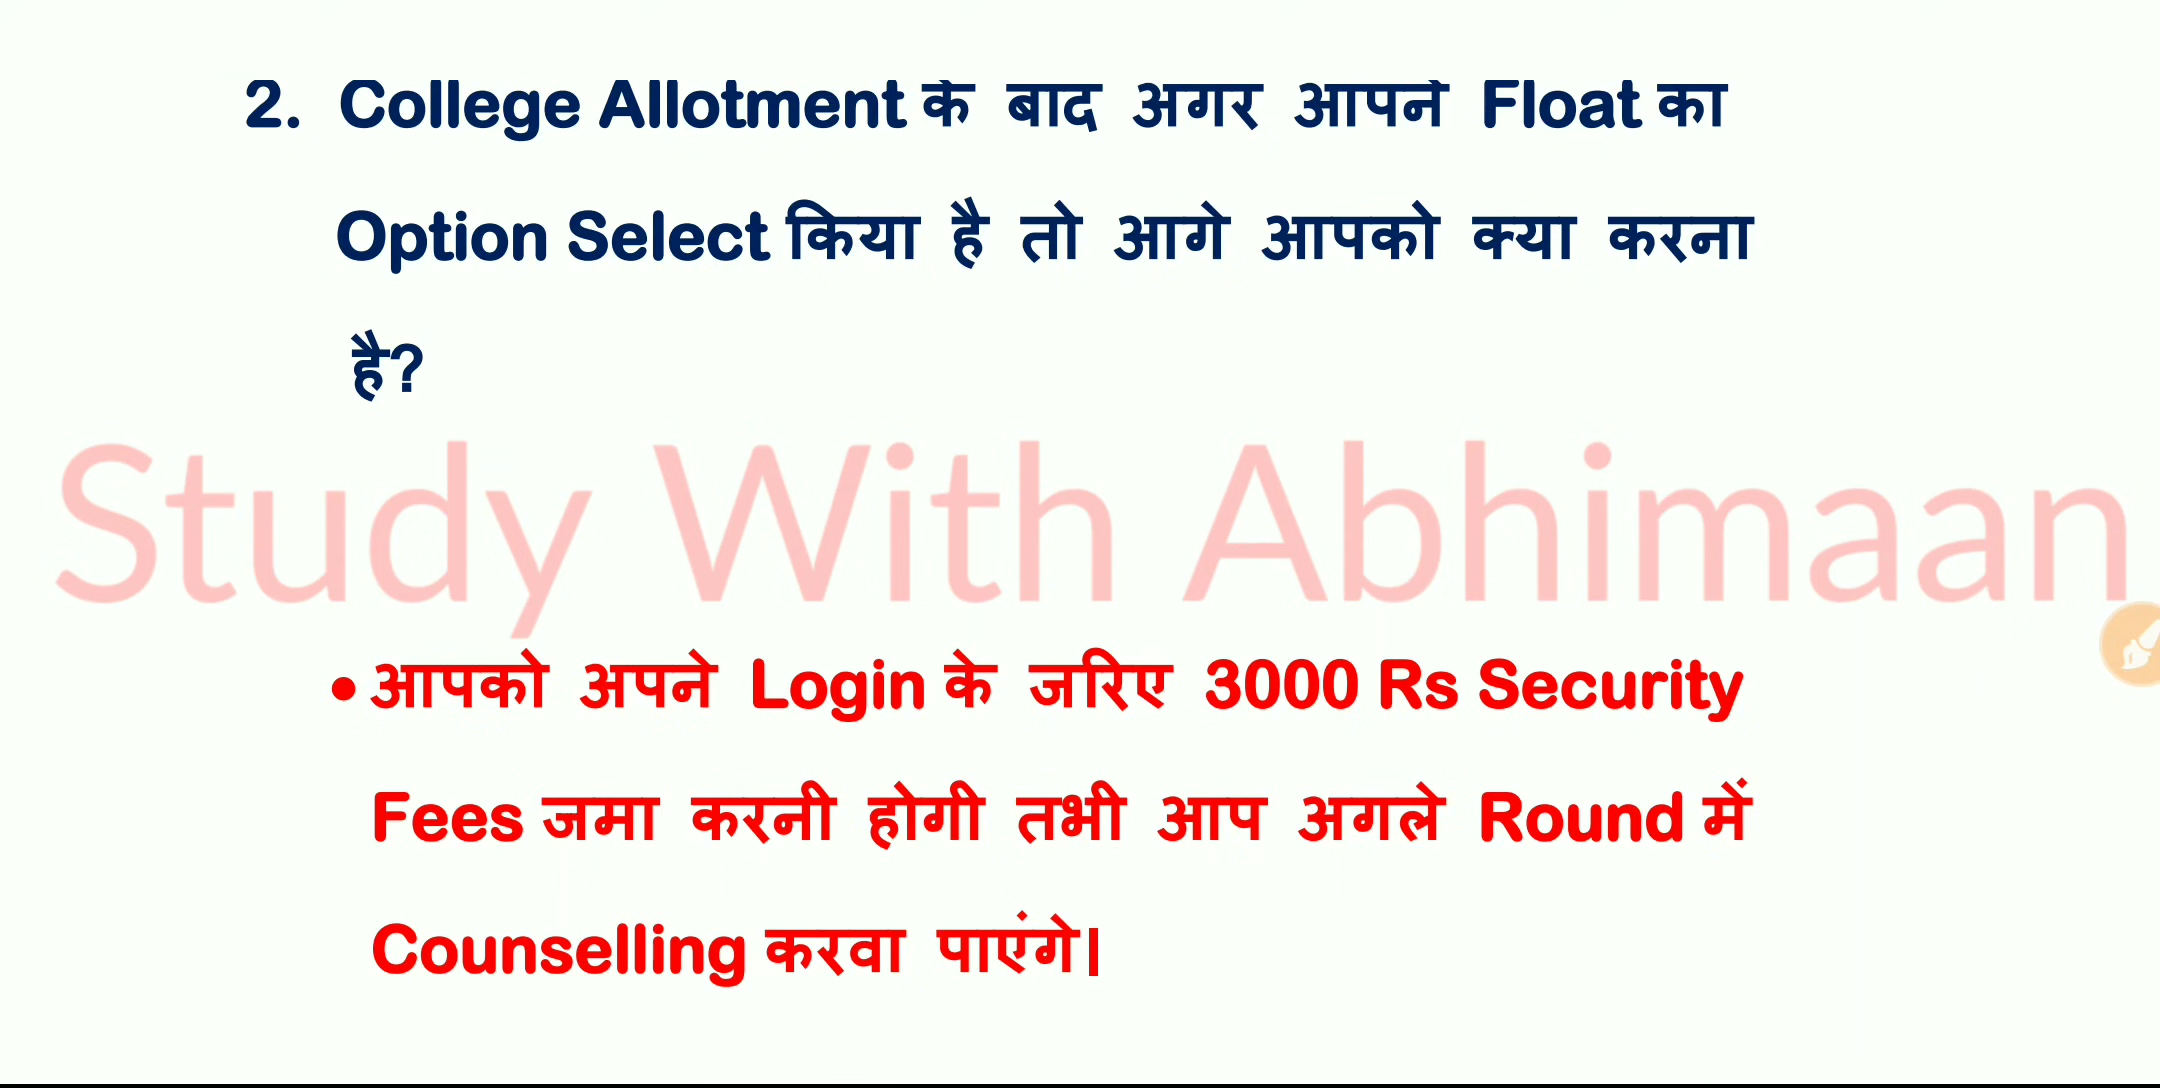 2. College Allotment के बाद अगर आपने Float का
Option Select किया है तो आगे आपको क्या करना
है?
Study With Abhimaan
• आपको अपने Login के जरिए 3000 Rs Security
Fees जमा करनी होगी तभी आप अगले Round में
Counselling करवा पाएंगे।